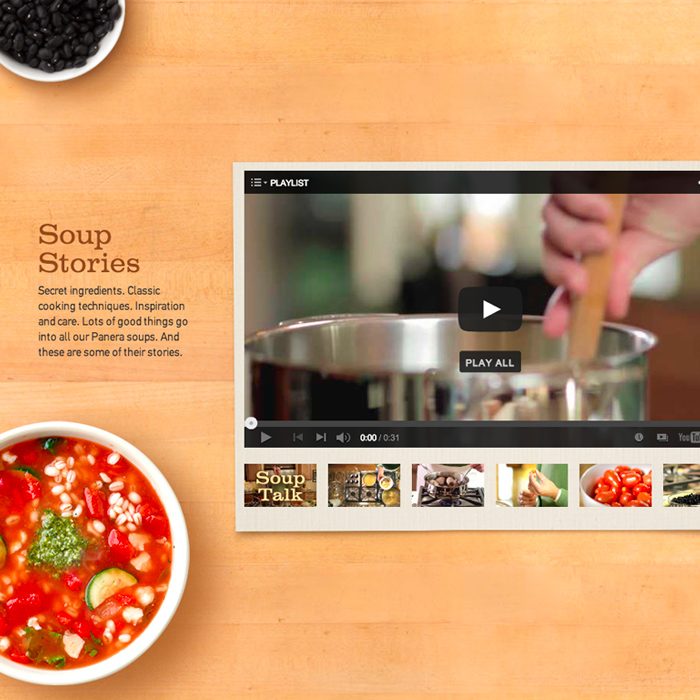 PLAYLIST
Soup
Stories
Secret ingredients. Classic
cooking techniques. Inspiration
and care. Lots of good things go
into all our Panera soups. And
these are some of their stories.
PLAY ALL
0:00 / 0:31
You
Soup
Talk